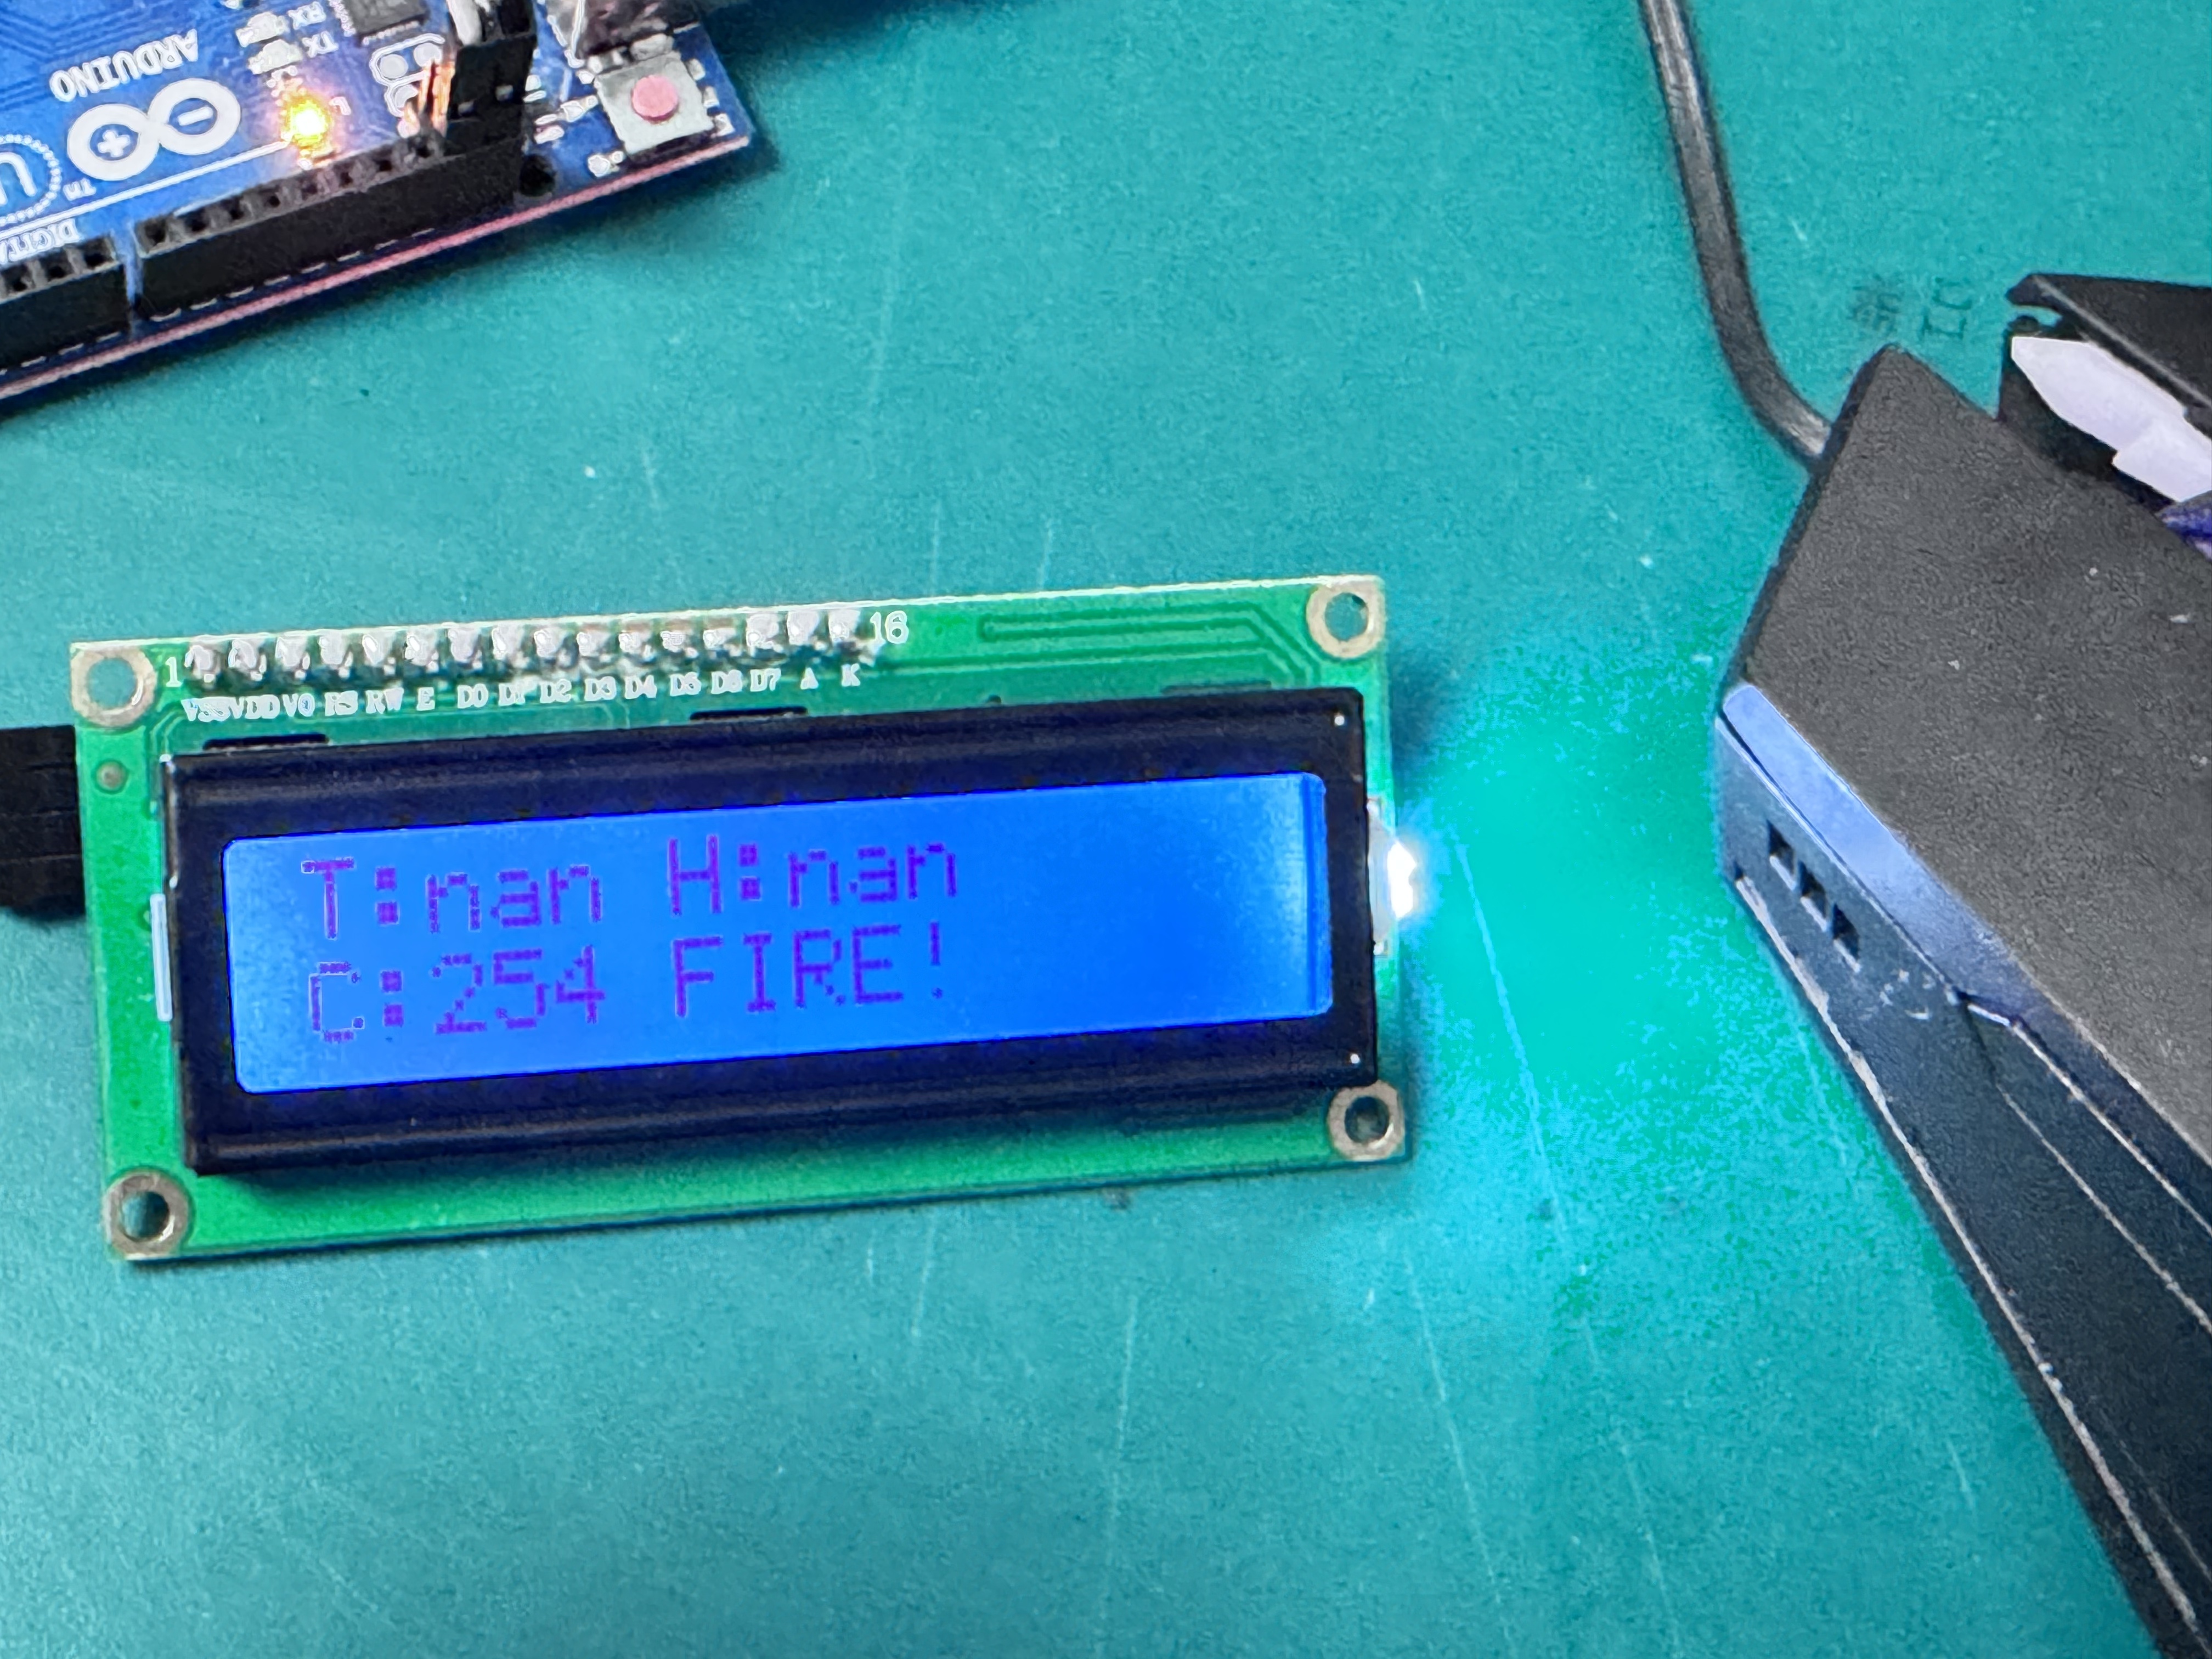 ARDUINO
TX
RX
L
TM
1
16
VSS VDD V0 RS RW E D0 D1 D2 D3 D4 D5 D6 D7 A K
T:nan H:nan
C:254 FIRE!